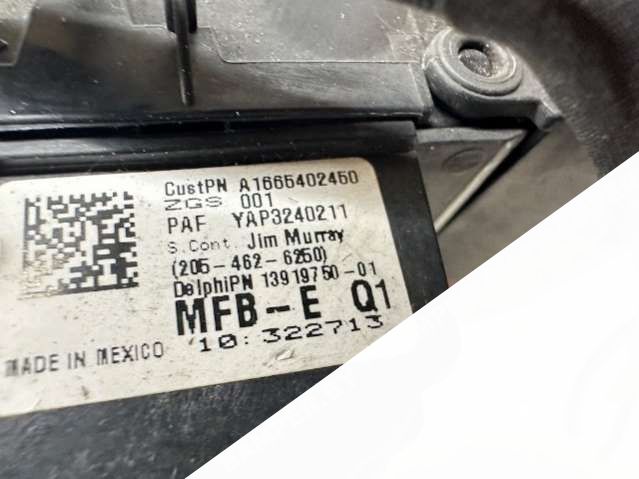 CustPN A1665402450
ZGS 001
PAF YAP3240211
S.Cont. Jim Murray
(205-462-6250)
DelphiPN 13919750-01
MFB-E Q1
10:322713
MADE IN MEXICO